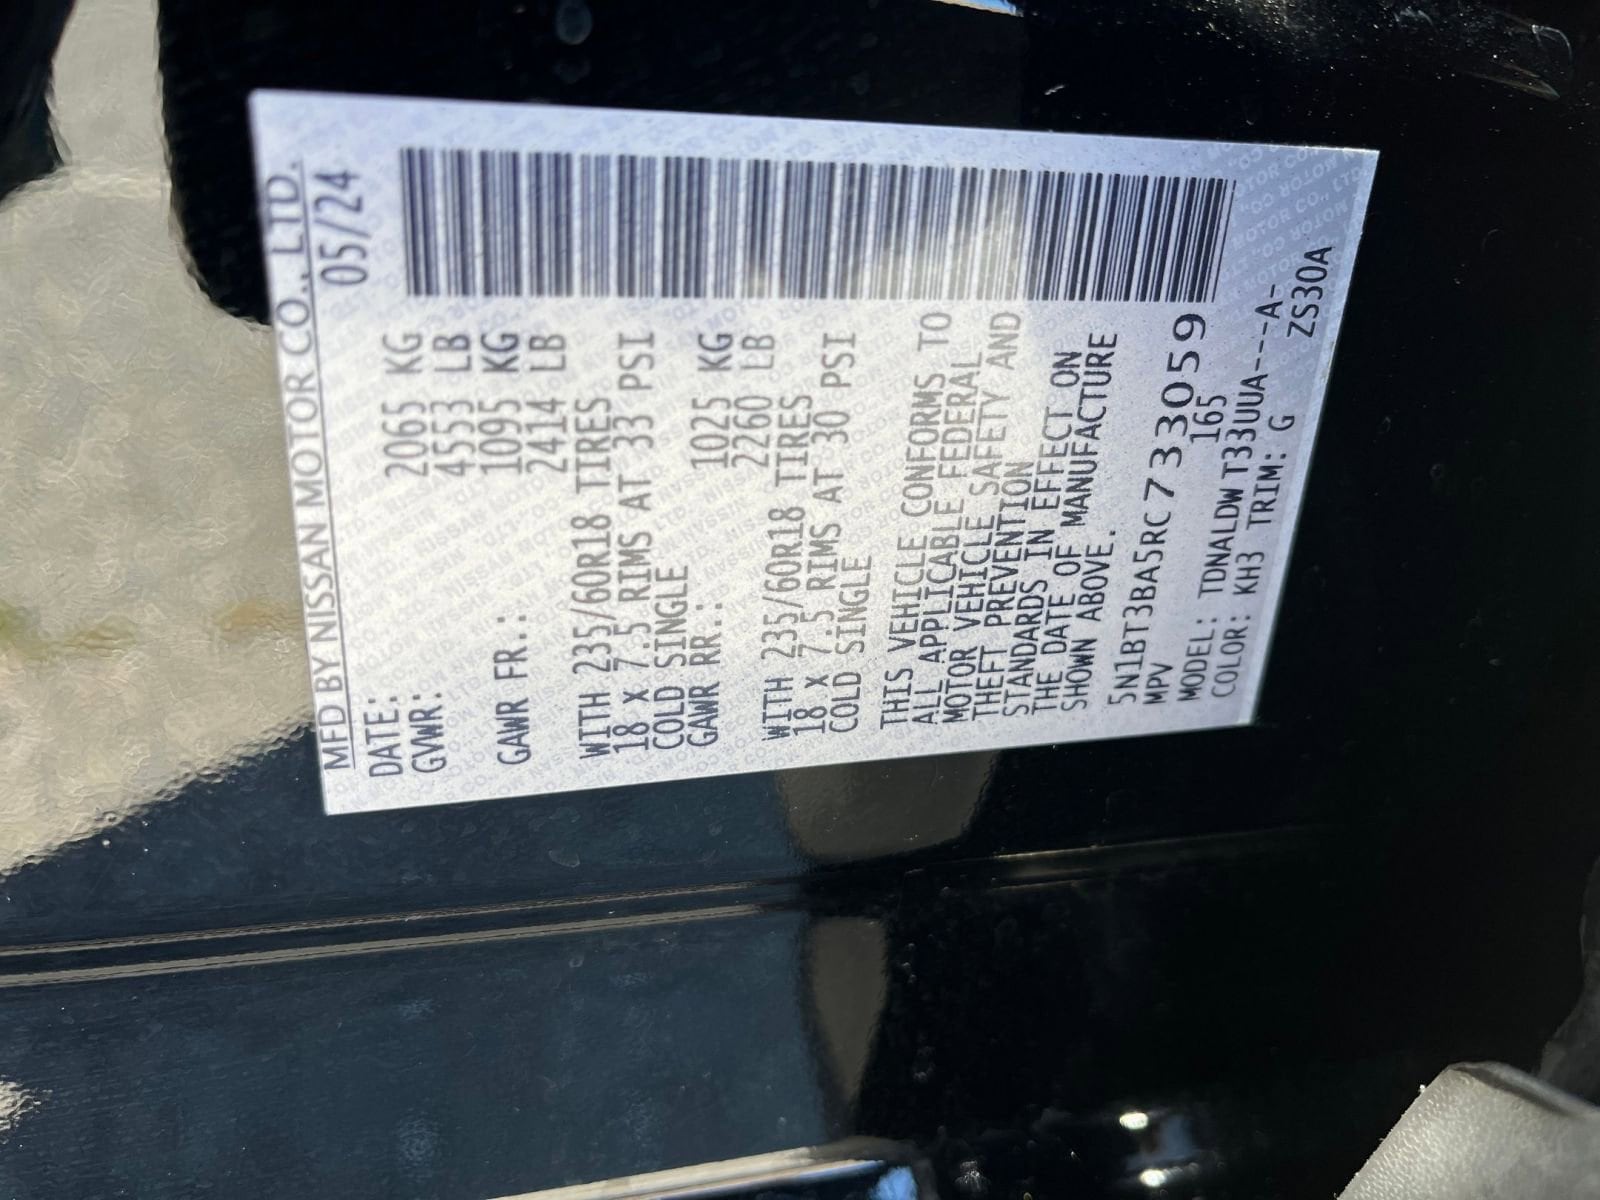 MFD BY NISSAN MOTOR CO., LTD.
DATE: 05/24
GVWR: 2065 KG
4553 LB
GAWR FR.: 1095 KG
2414 LB
WITH 235/60R18 TIRES
18 X 7.5 RIMS AT 33 PSI
COLD SINGLE
GAWR RR.: 1025 KG
2260 LB
WITH 235/60R18 TIRES
18 X 7.5 RIMS AT 30 PSI
COLD SINGLE
THIS VEHICLE CONFORMS TO
ALL APPLICABLE FEDERAL
MOTOR VEHICLE SAFETY AND
THEFT PREVENTION
STANDARDS IN EFFECT ON
THE DATE OF MANUFACTURE
SHOWN ABOVE.
5N1BT3BA5RC733059
MPV 165
MODEL: TDNALDWT33UUA---A-
COLOR: KH3 TRIM: G ZS30A